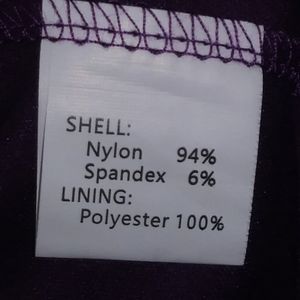 SHELL:
Nylon 94%
Spandex 6%
LINING:
Polyester 100%